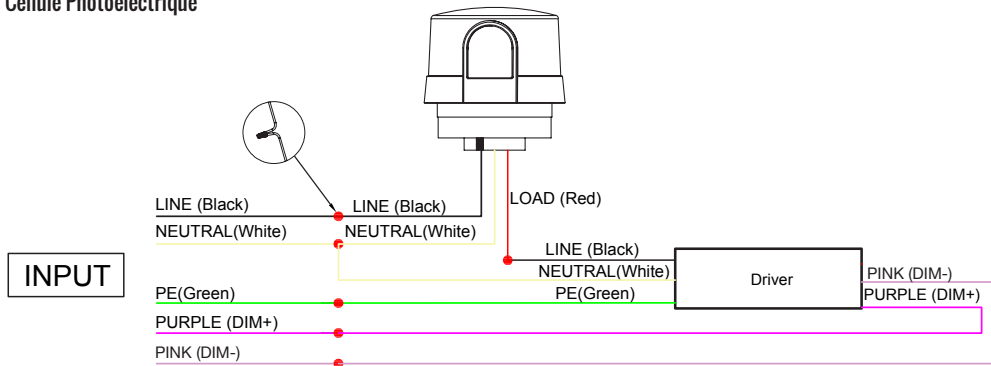 Cellule Photoélectrique
LINE (Black)
LINE (Black)
LOAD (Red)
NEUTRAL(White)
NEUTRAL(White)
LINE (Black)
NEUTRAL(White)
INPUT
Driver
PINK (DIM-)
PE(Green)
PE(Green)
PURPLE (DIM+)
PURPLE (DIM+)
PINK (DIM-)